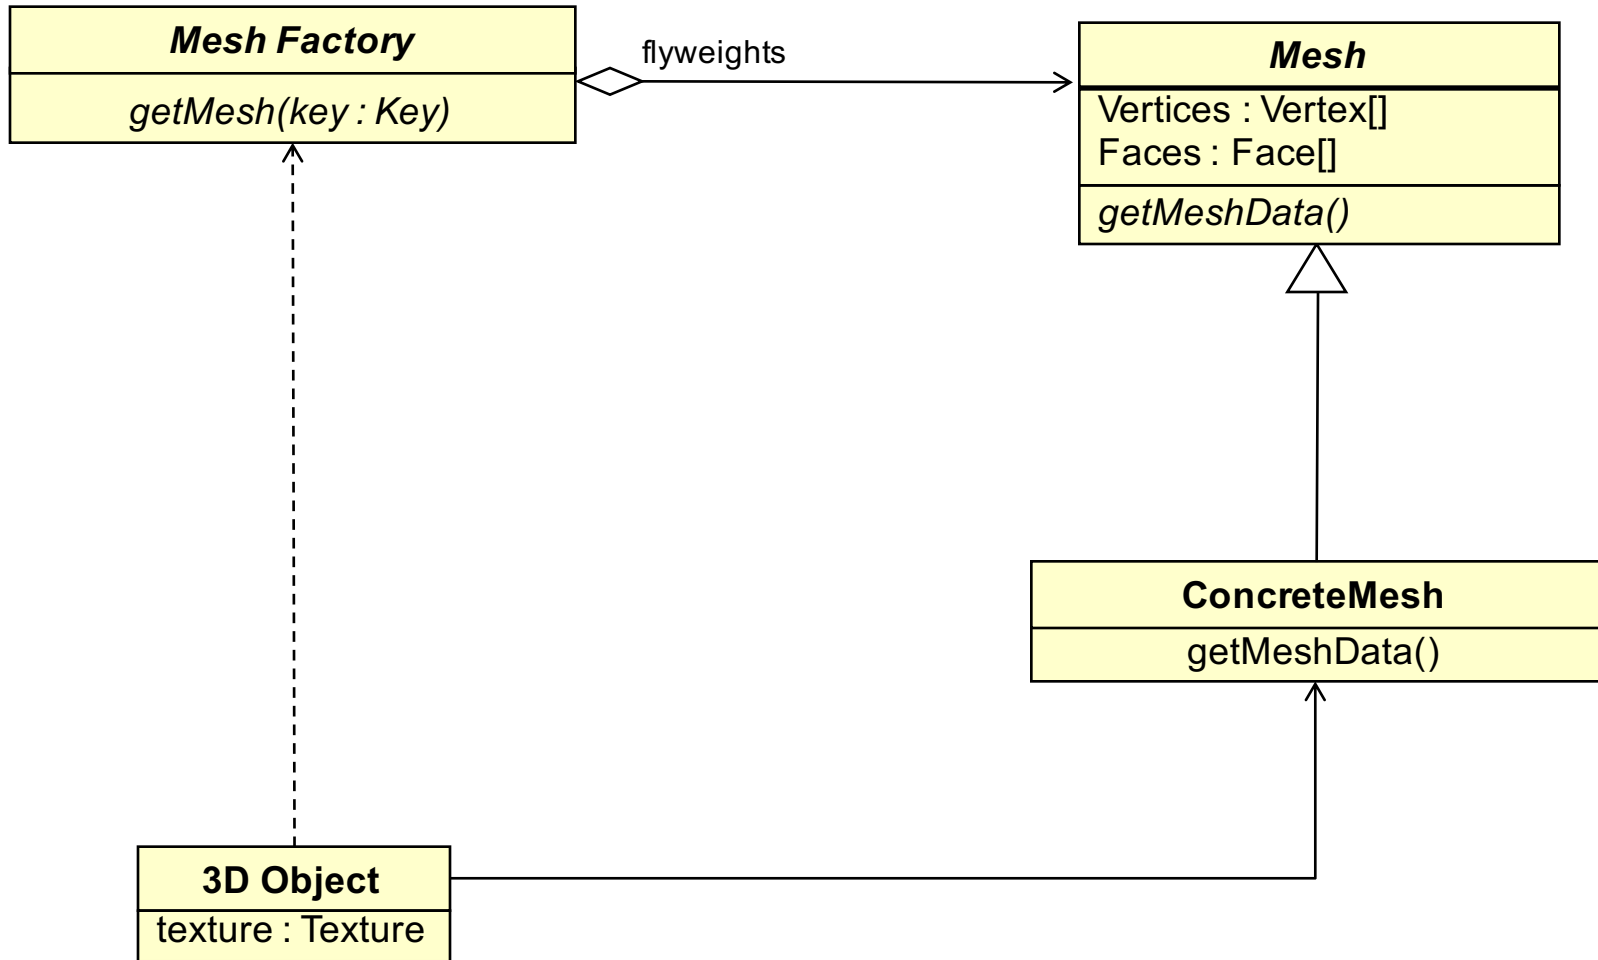 Mesh Factory
getMesh(key : Key)
flyweights
Mesh
Vertices : Vertex[]
Faces : Face[]
getMeshData()
ConcreteMesh
getMeshData()
3D Object
texture : Texture